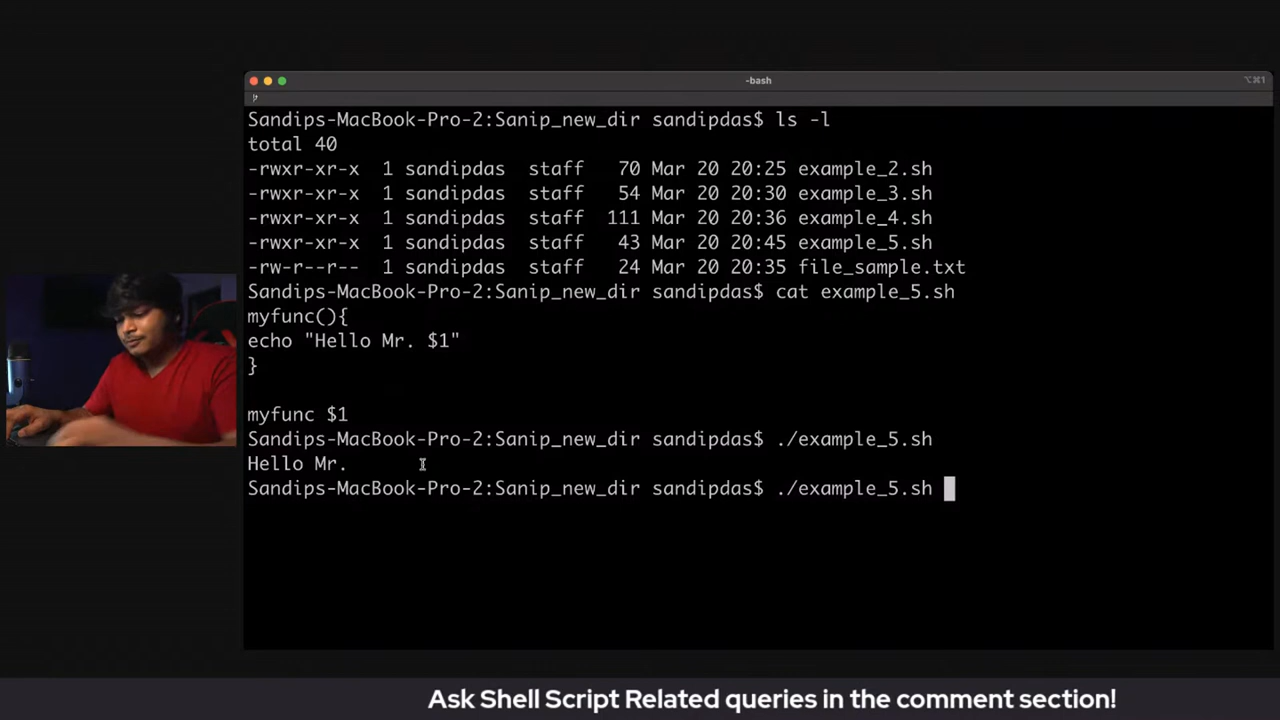 -bash
⌥⌘1
Sandips-MacBook-Pro-2:Sanip_new_dir sandipdas$ ls -l
total 40
-rwxr-xr-x  1 sandipdas  staff   70 Mar 20 20:25 example_2.sh
-rwxr-xr-x  1 sandipdas  staff   54 Mar 20 20:30 example_3.sh
-rwxr-xr-x  1 sandipdas  staff  111 Mar 20 20:36 example_4.sh
-rwxr-xr-x  1 sandipdas  staff   43 Mar 20 20:45 example_5.sh
-rw-r--r--  1 sandipdas  staff   24 Mar 20 20:35 file_sample.txt
Sandips-MacBook-Pro-2:Sanip_new_dir sandipdas$ cat example_5.sh
myfunc(){
echo "Hello Mr. $1"
}
myfunc $1
Sandips-MacBook-Pro-2:Sanip_new_dir sandipdas$ ./example_5.sh
Hello Mr.
Sandips-MacBook-Pro-2:Sanip_new_dir sandipdas$ ./example_5.sh
Ask Shell Script Related queries in the comment section!